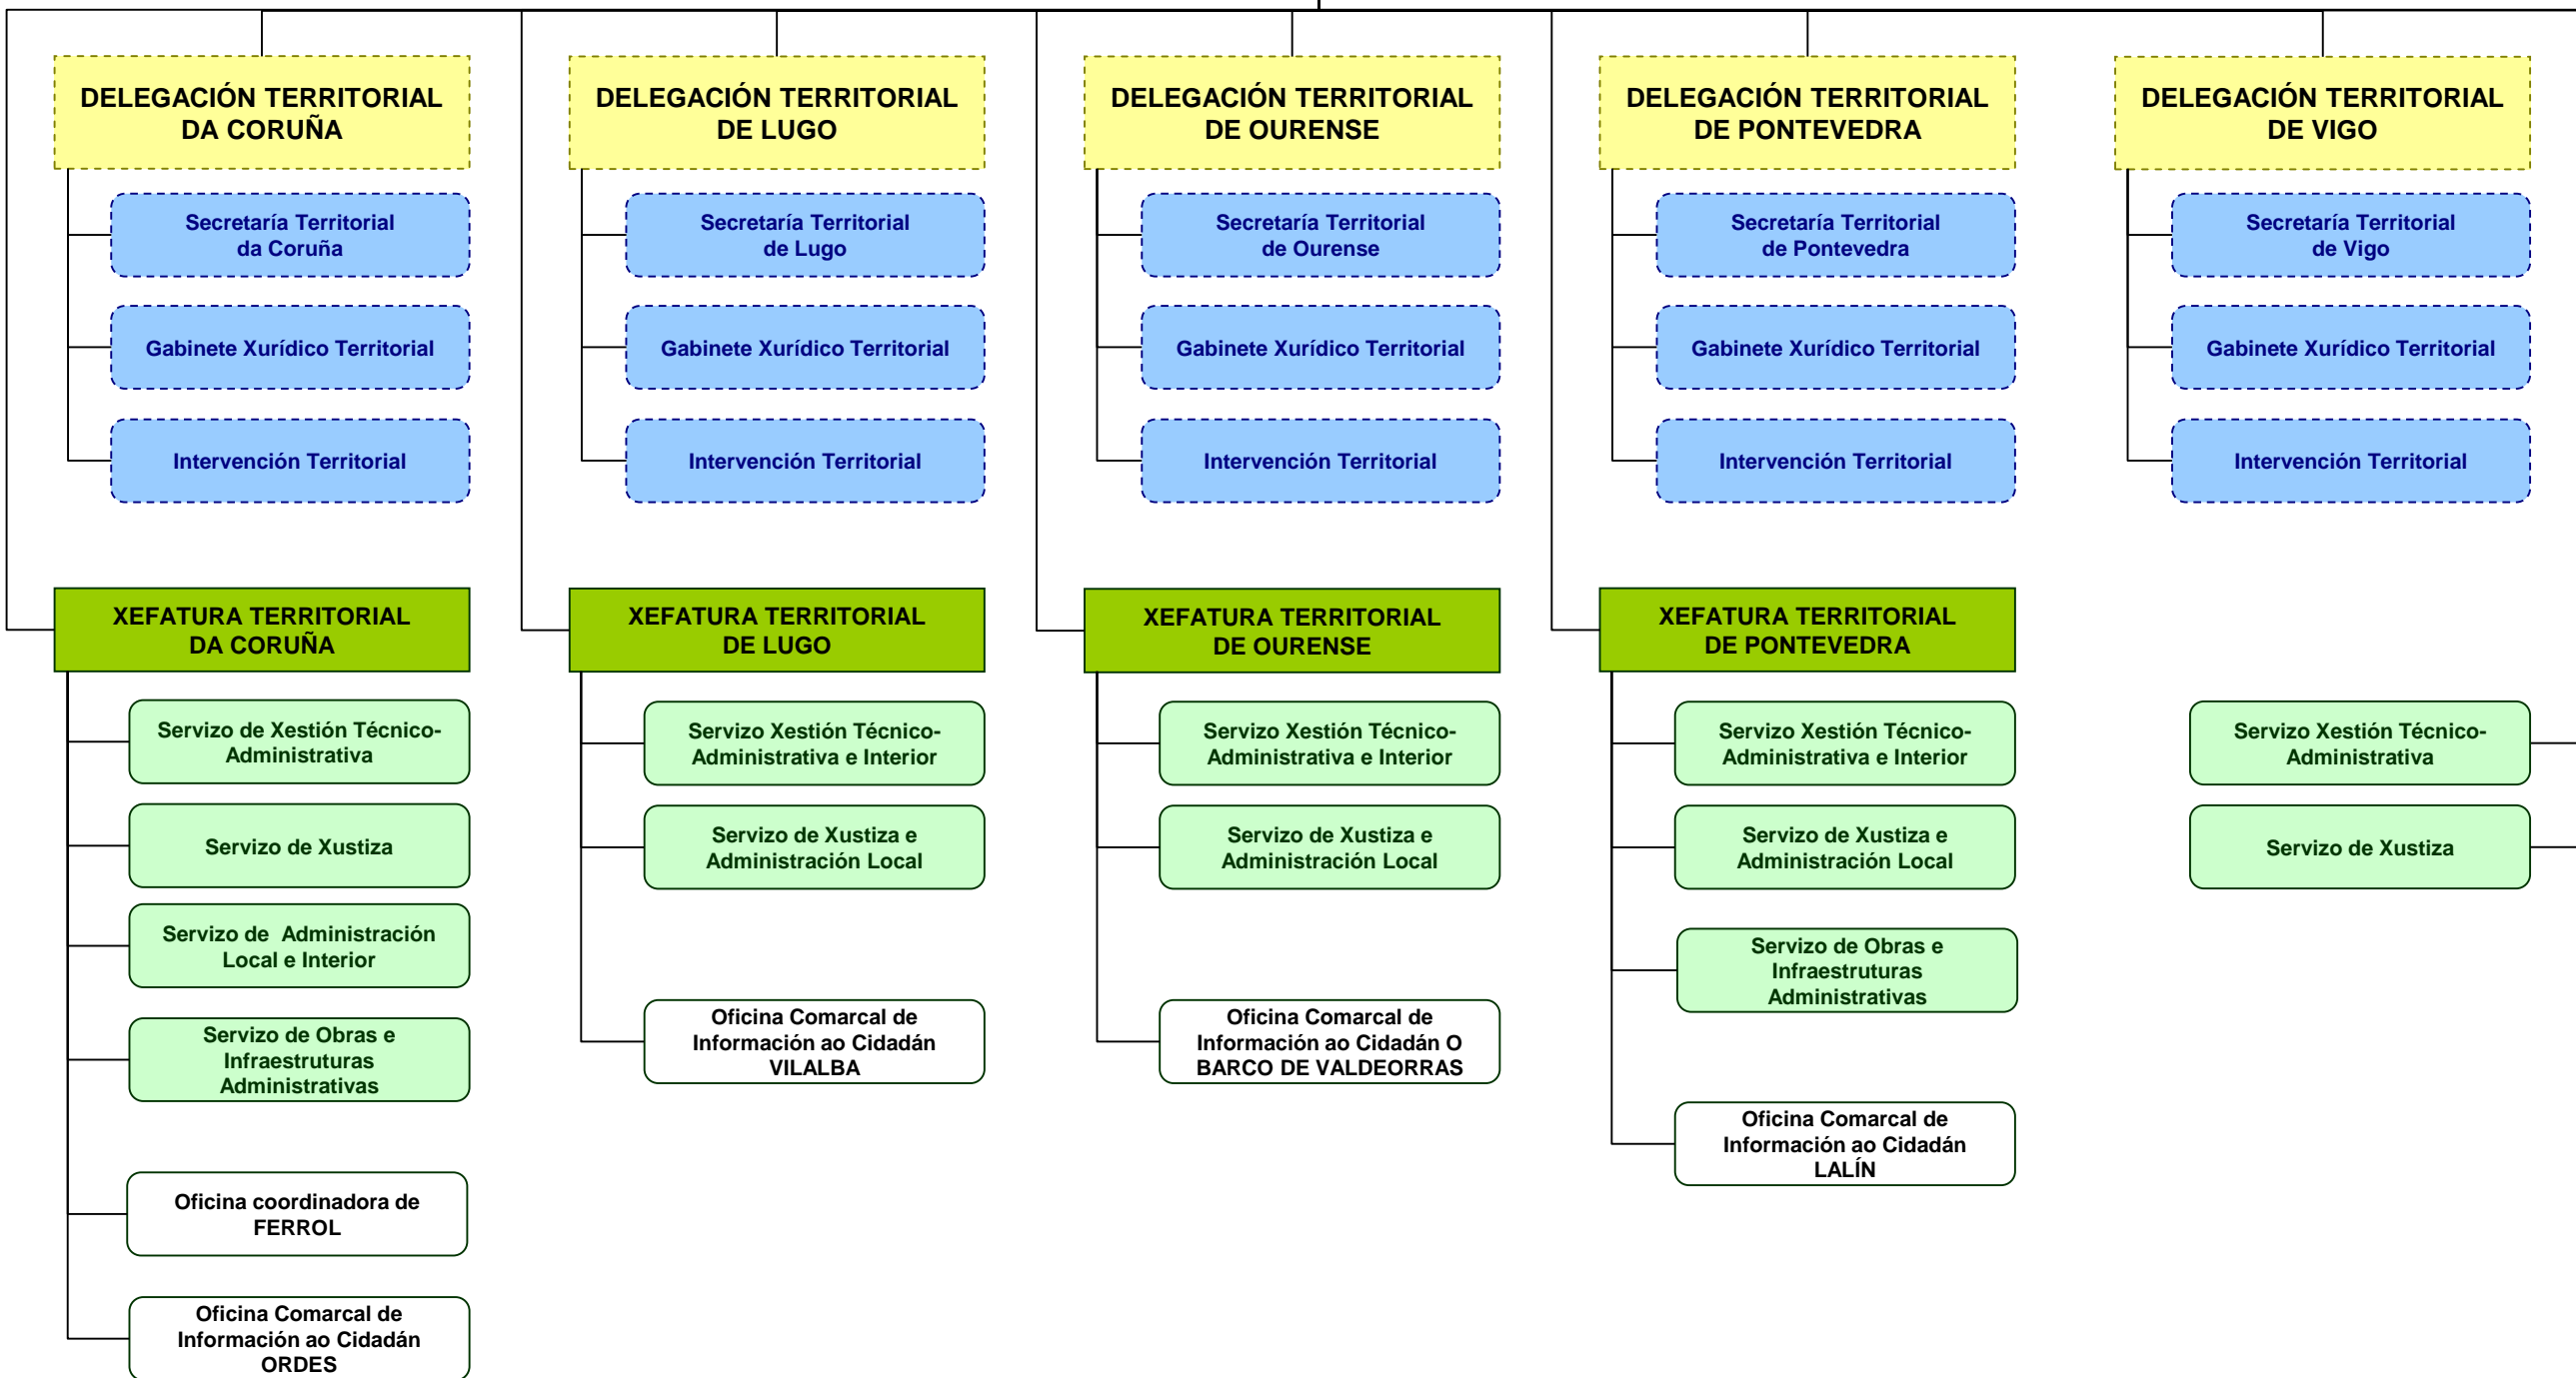 DELEGACIÓN TERRITORIAL
DA CORUÑA
Secretaría Territorial
da Coruña
Gabinete Xurídico Territorial
Intervención Territorial
DELEGACIÓN TERRITORIAL
DE LUGO
Secretaría Territorial
de Lugo
Gabinete Xurídico Territorial
Intervención Territorial
DELEGACIÓN TERRITORIAL
DE OURENSE
Secretaría Territorial
de Ourense
Gabinete Xurídico Territorial
Intervención Territorial
DELEGACIÓN TERRITORIAL
DE PONTEVEDRA
Secretaría Territorial
de Pontevedra
Gabinete Xurídico Territorial
Intervención Territorial
DELEGACIÓN TERRITORIAL
DE VIGO
Secretaría Territorial
de Vigo
Gabinete Xurídico Territorial
Intervención Territorial
XEFATURA TERRITORIAL
DA CORUÑA
Servizo de Xestión Técnico-
Administrativa
Servizo de Xustiza
Servizo de Administración
Local e Interior
Servizo de Obras e
Infraestruturas
Administrativas
Oficina coordinadora de
FERROL
Oficina Comarcal de
Información ao Cidadán
ORDES
XEFATURA TERRITORIAL
DE LUGO
Servizo Xestión Técnico-
Administrativa e Interior
Servizo de Xustiza e
Administración Local
Oficina Comarcal de
Información ao Cidadán
VILALBA
XEFATURA TERRITORIAL
DE OURENSE
Servizo Xestión Técnico-
Administrativa e Interior
Servizo de Xustiza e
Administración Local
Oficina Comarcal de
Información ao Cidadán O
BARCO DE VALDEORRAS
XEFATURA TERRITORIAL
DE PONTEVEDRA
Servizo Xestión Técnico-
Administrativa e Interior
Servizo de Xustiza e
Administración Local
Servizo de Obras e
Infraestruturas
Administrativas
Oficina Comarcal de
Información ao Cidadán
LALÍN
Servizo Xestión Técnico-
Administrativa
Servizo de Xustiza